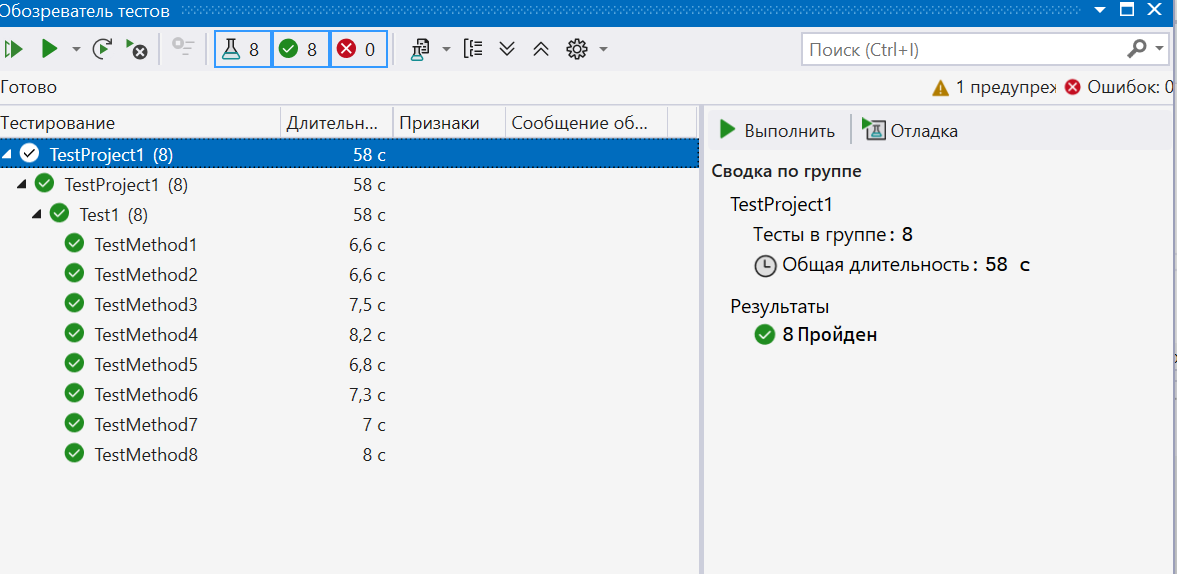 Обозреватель тестов
8 8 0
Поиск (Ctrl+I)
Готово
1 предупреж Ошибок: 0
Тестирование Длительн... Признаки Сообщение об...
TestProject1 (8) 58 с
TestProject1 (8) 58 с
Test1 (8) 58 с
TestMethod1 6,6 с
TestMethod2 6,6 с
TestMethod3 7,5 с
TestMethod4 8,2 с
TestMethod5 6,8 с
TestMethod6 7,3 с
TestMethod7 7 с
TestMethod8 8 с
Выполнить Отладка
Сводка по группе
TestProject1
Тесты в группе: 8
Общая длительность: 58 с
Результаты
8 Пройден